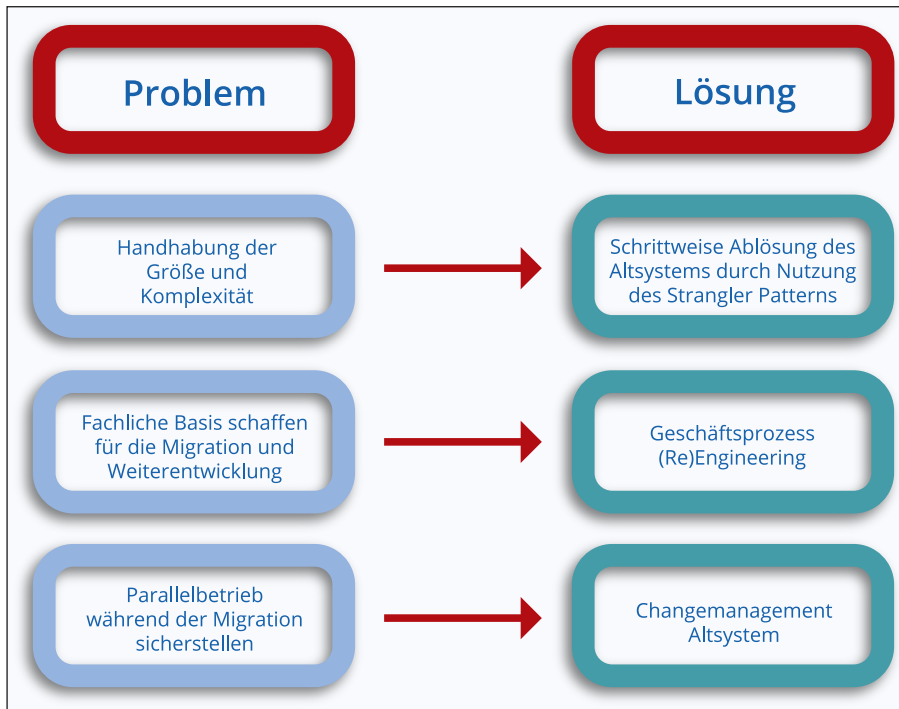 Problem
Lösung
Handhabung der
Größe und
Komplexität
Schrittweise Ablösung des
Altsystems durch Nutzung
des Strangler Patterns
Fachliche Basis schaffen
für die Migration und
Weiterentwicklung
Geschäftsprozess
(Re)Engineering
Parallelbetrieb
während der Migration
sicherstellen
Changemanagement
Altsystem